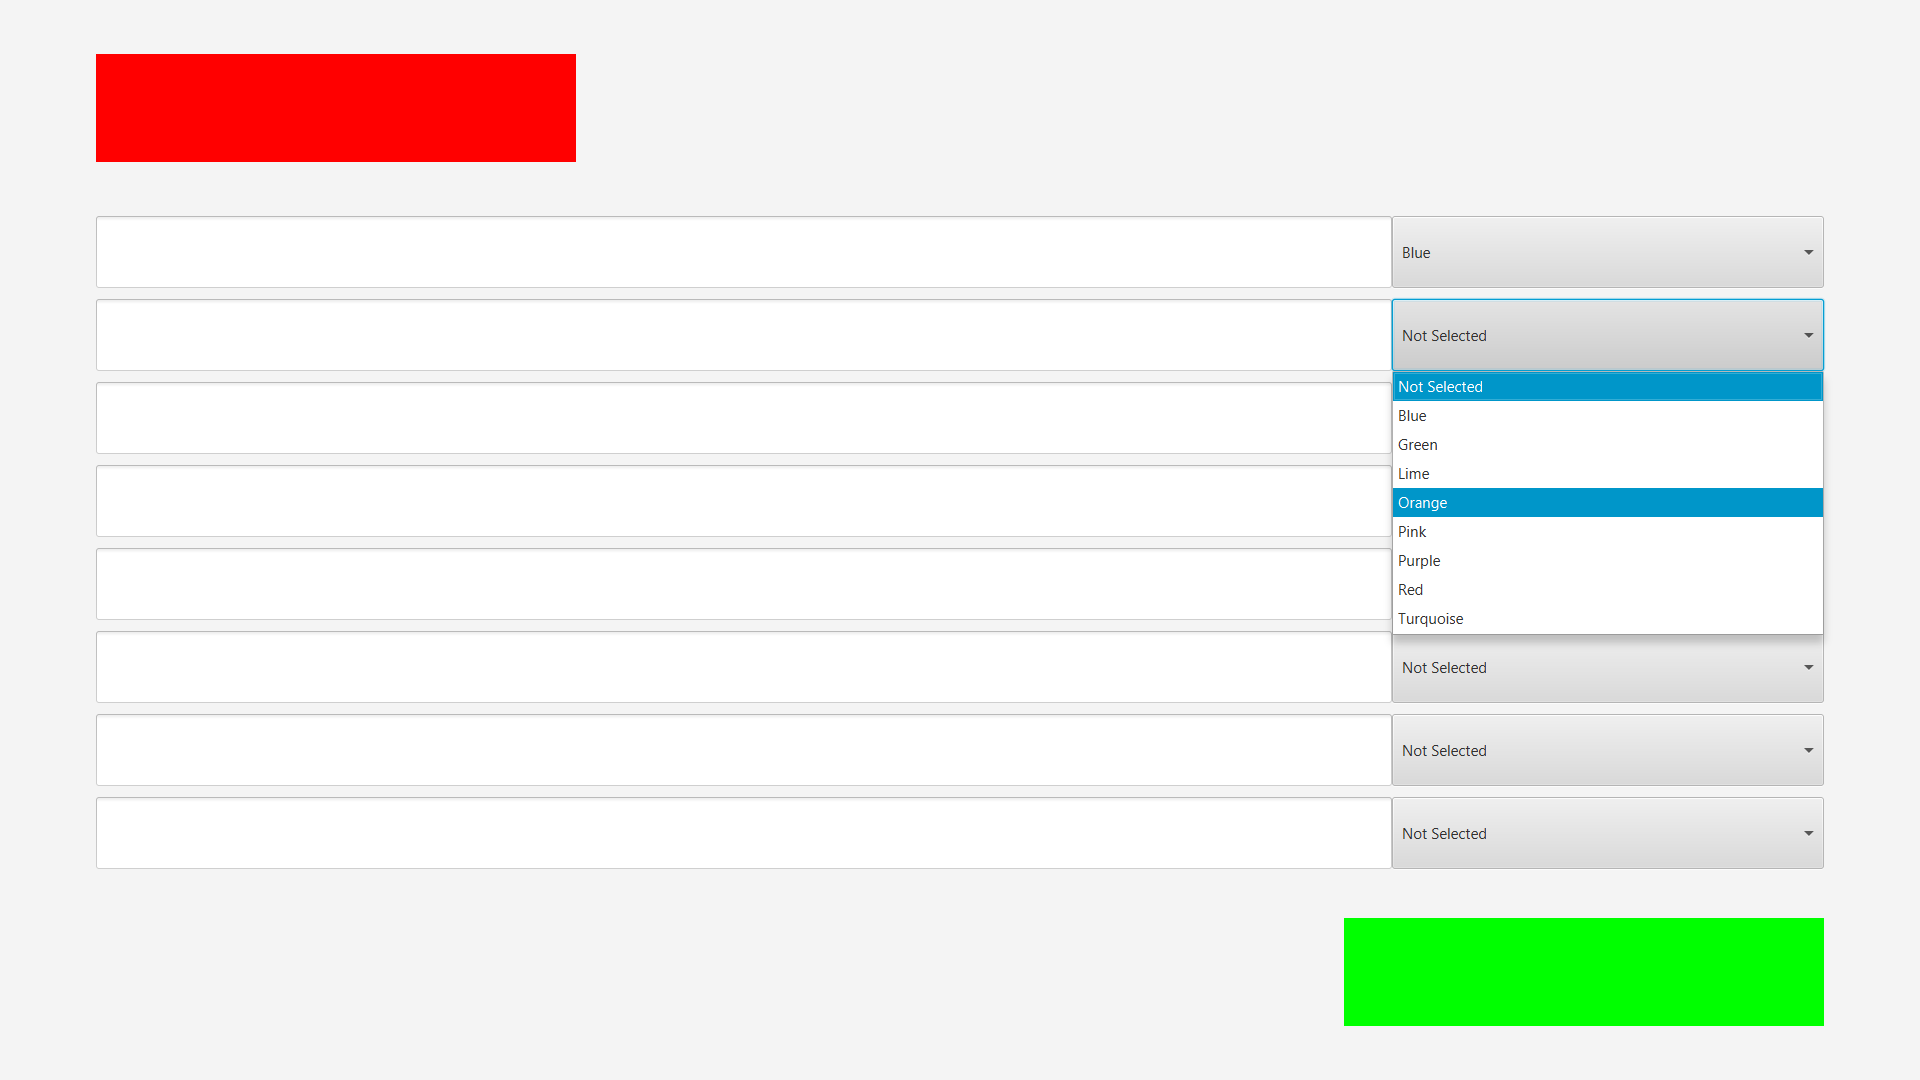 Blue
Not Selected
Not Selected
Blue
Green
Lime
Orange
Pink
Purple
Red
Turquoise
Not Selected
Not Selected
Not Selected